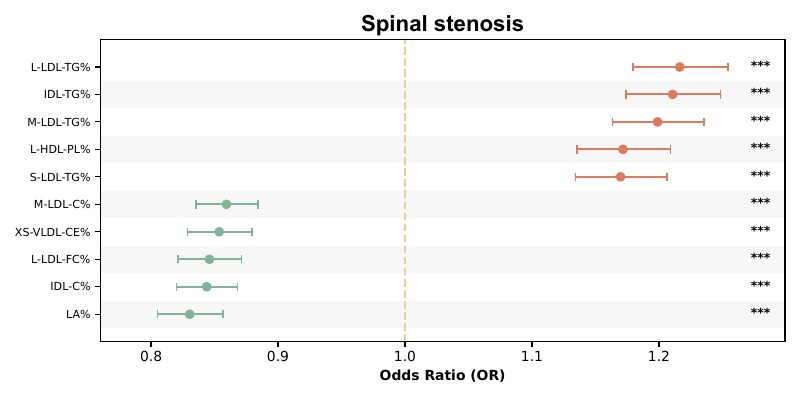 Spinal stenosis
L-LDL-TG% ***
IDL-TG% ***
M-LDL-TG% ***
L-HDL-PL% ***
S-LDL-TG% ***
M-LDL-C% ***
XS-VLDL-CE% ***
L-LDL-FC% ***
IDL-C% ***
LA% ***
0.8 0.9 1.0 1.1 1.2
Odds Ratio (OR)